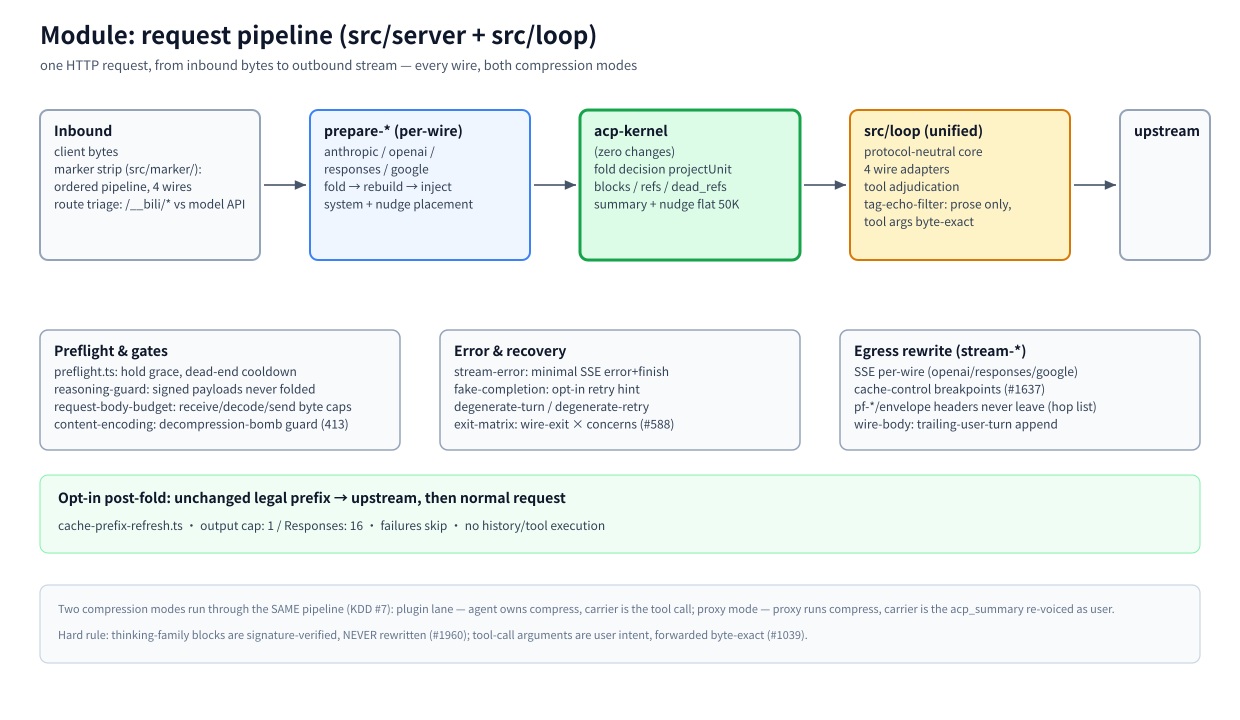 Module: request pipeline (src/server + src/loop)
one HTTP request, from inbound bytes to outbound stream — every wire, both compression modes
Inbound
client bytes
marker strip (src/marker/):
ordered pipeline, 4 wires
route triage: /__bili/* vs model API
prepare-* (per-wire)
anthropic / openai /
responses / google
fold → rebuild → inject
system + nudge placement
acp-kernel
(zero changes)
fold decision projectUnit
blocks / refs / dead_refs
summary + nudge flat 50K
src/loop (unified)
protocol-neutral core
4 wire adapters
tool adjudication
tag-echo-filter: prose only,
tool args byte-exact
upstream
Preflight & gates
preflight.ts: hold grace, dead-end cooldown
reasoning-guard: signed payloads never folded
request-body-budget: receive/decode/send byte caps
content-encoding: decompression-bomb guard (413)
Error & recovery
stream-error: minimal SSE error+finish
fake-completion: opt-in retry hint
degenerate-turn / degenerate-retry
exit-matrix: wire-exit × concerns (#588)
Egress rewrite (stream-*)
SSE per-wire (openai/responses/google)
cache-control breakpoints (#1637)
pf-*/envelope headers never leave (hop list)
wire-body: trailing-user-turn append
Opt-in post-fold: unchanged legal prefix → upstream, then normal request
cache-prefix-refresh.ts · output cap: 1 / Responses: 16 · failures skip · no history/tool execution
Two compression modes run through the SAME pipeline (KDD #7): plugin lane — agent owns compress, carrier is the tool call; proxy mode — proxy runs compress, carrier is the acp_summary re-voiced as user.
Hard rule: thinking-family blocks are signature-verified, NEVER rewritten (#1960); tool-call arguments are user intent, forwarded byte-exact (#1039).